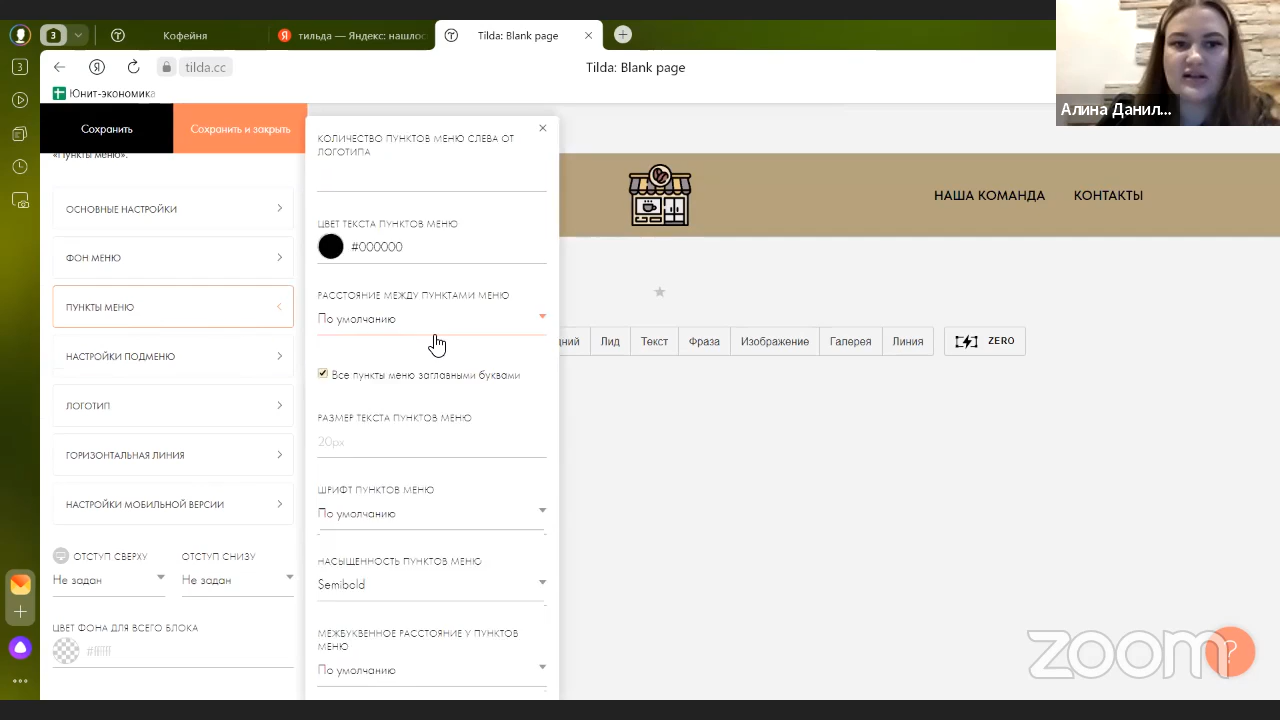 3
Кофейня
тильда — Яндекс: нашлос
Tilda: Blank page
3
tilda.cc
Tilda: Blank page
Юнит-экономика
Алина Данил...
Сохранить
Сохранить и закрыть
«Пункты меню».
ОСНОВНЫЕ НАСТРОЙКИ
ФОН МЕНЮ
ПУНКТЫ МЕНЮ
НАСТРОЙКИ ПОДМЕНЮ
ЛОГОТИП
ГОРИЗОНТАЛЬНАЯ ЛИНИЯ
НАСТРОЙКИ МОБИЛЬНОЙ ВЕРСИИ
ОТСТУП СВЕРХУ
ОТСТУП СНИЗУ
Не задан
Не задан
ЦВЕТ ФОНА ДЛЯ ВСЕГО БЛОКА
#ffffff
КОЛИЧЕСТВО ПУНКТОВ МЕНЮ СЛЕВА ОТ
ЛОГОТИПА
ЦВЕТ ТЕКСТА ПУНКТОВ МЕНЮ
#000000
РАССТОЯНИЕ МЕЖДУ ПУНКТАМИ МЕНЮ
По умолчанию
Все пункты меню заглавными буквами
РАЗМЕР ТЕКСТА ПУНКТОВ МЕНЮ
20px
ШРИФТ ПУНКТОВ МЕНЮ
По умолчанию
НАСЫЩЕННОСТЬ ПУНКТОВ МЕНЮ
Semibold
МЕЖБУКВЕННОЕ РАССТОЯНИЕ У ПУНКТОВ
МЕНЮ
По умолчанию
НАША КОМАНДА
КОНТАКТЫ
дний
Лид
Текст
Фраза
Изображение
Галерея
Линия
ZERO
zoom
?